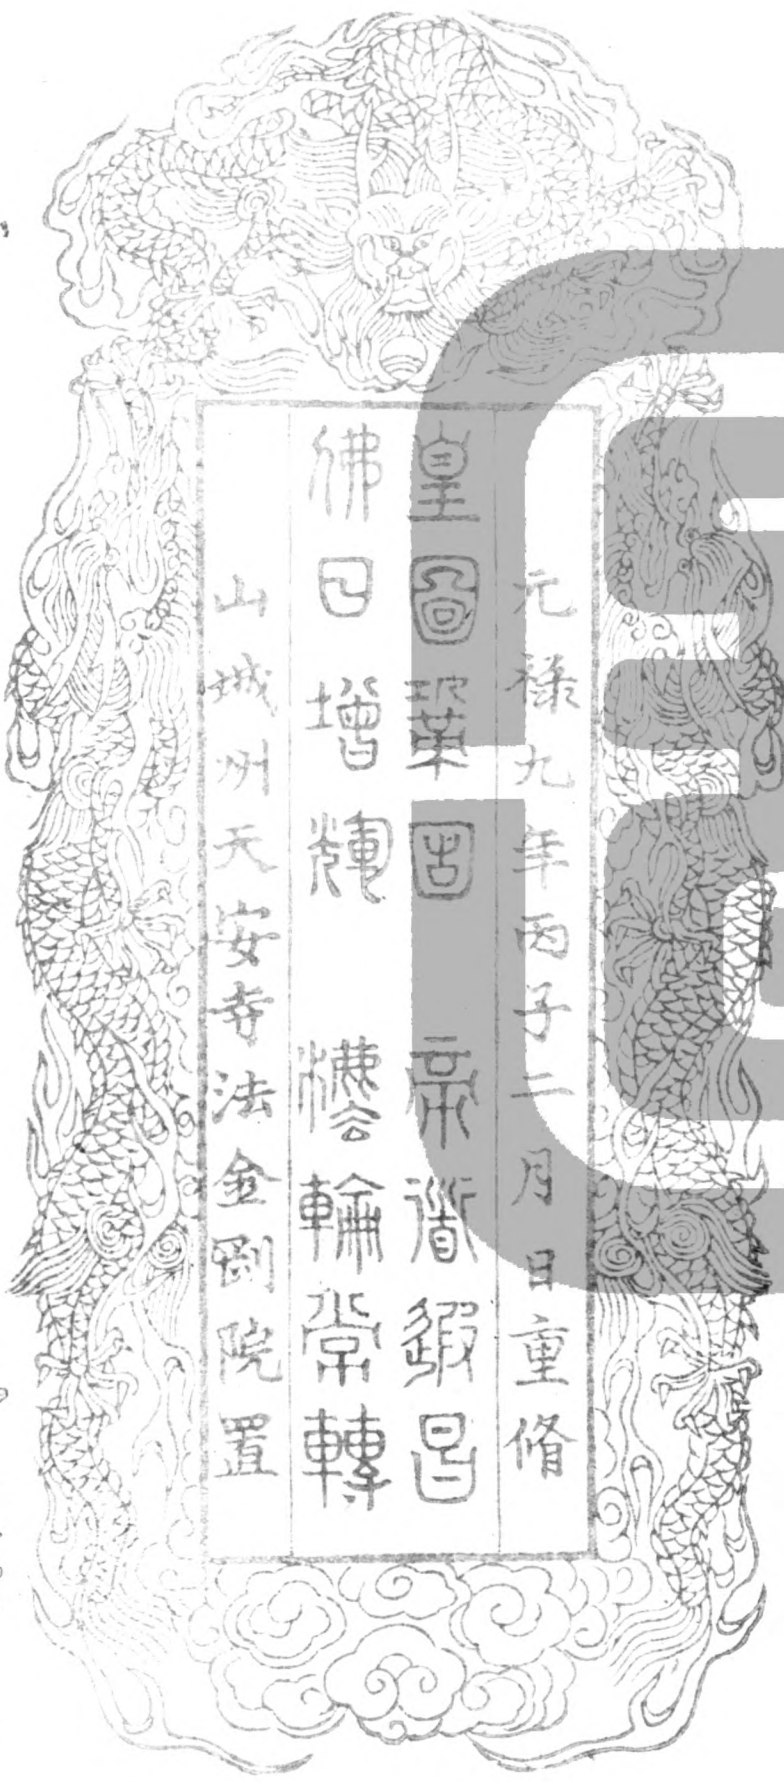 元祿九年丙子二月日重脩
皇圖鞏固 帝道遐昌
佛日增輝 灋輪常轉
山城州天安寺法金剛院置